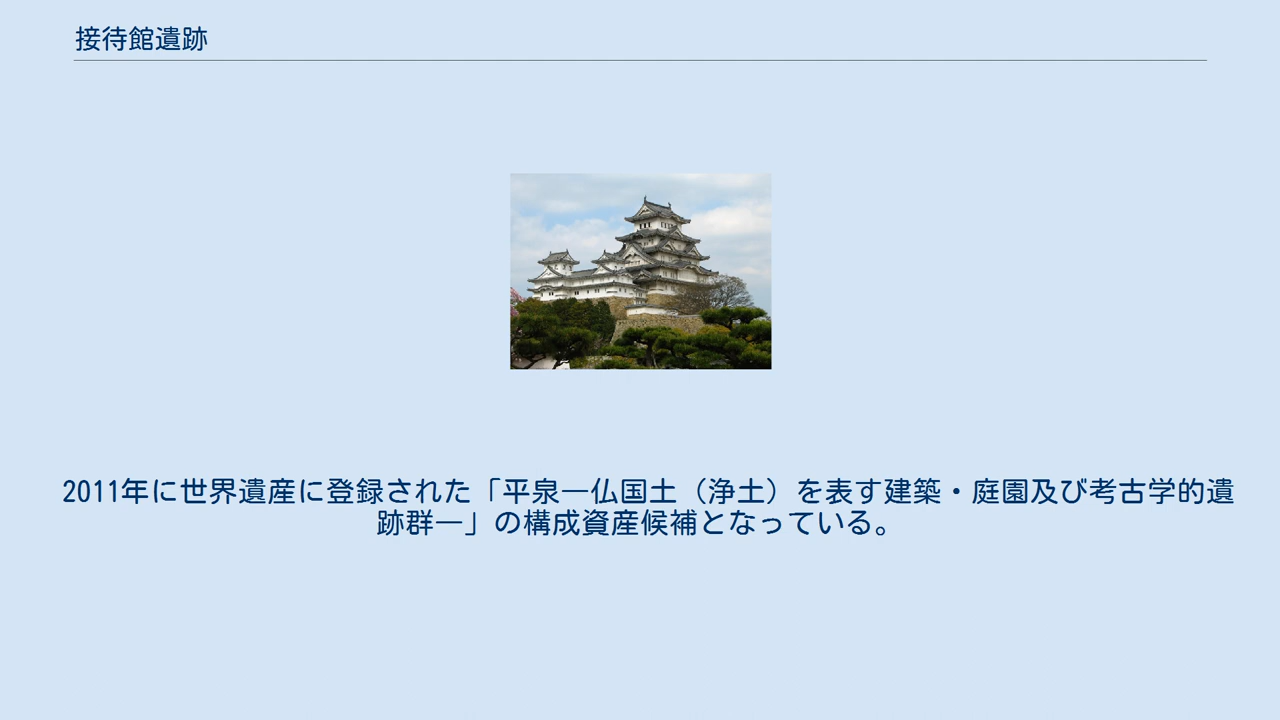 接待館遺跡
2011年に世界遺産に登録された「平泉―仏国土（浄土）を表す建築・庭園及び考古学的遺
跡群―」の構成資産候補となっている。